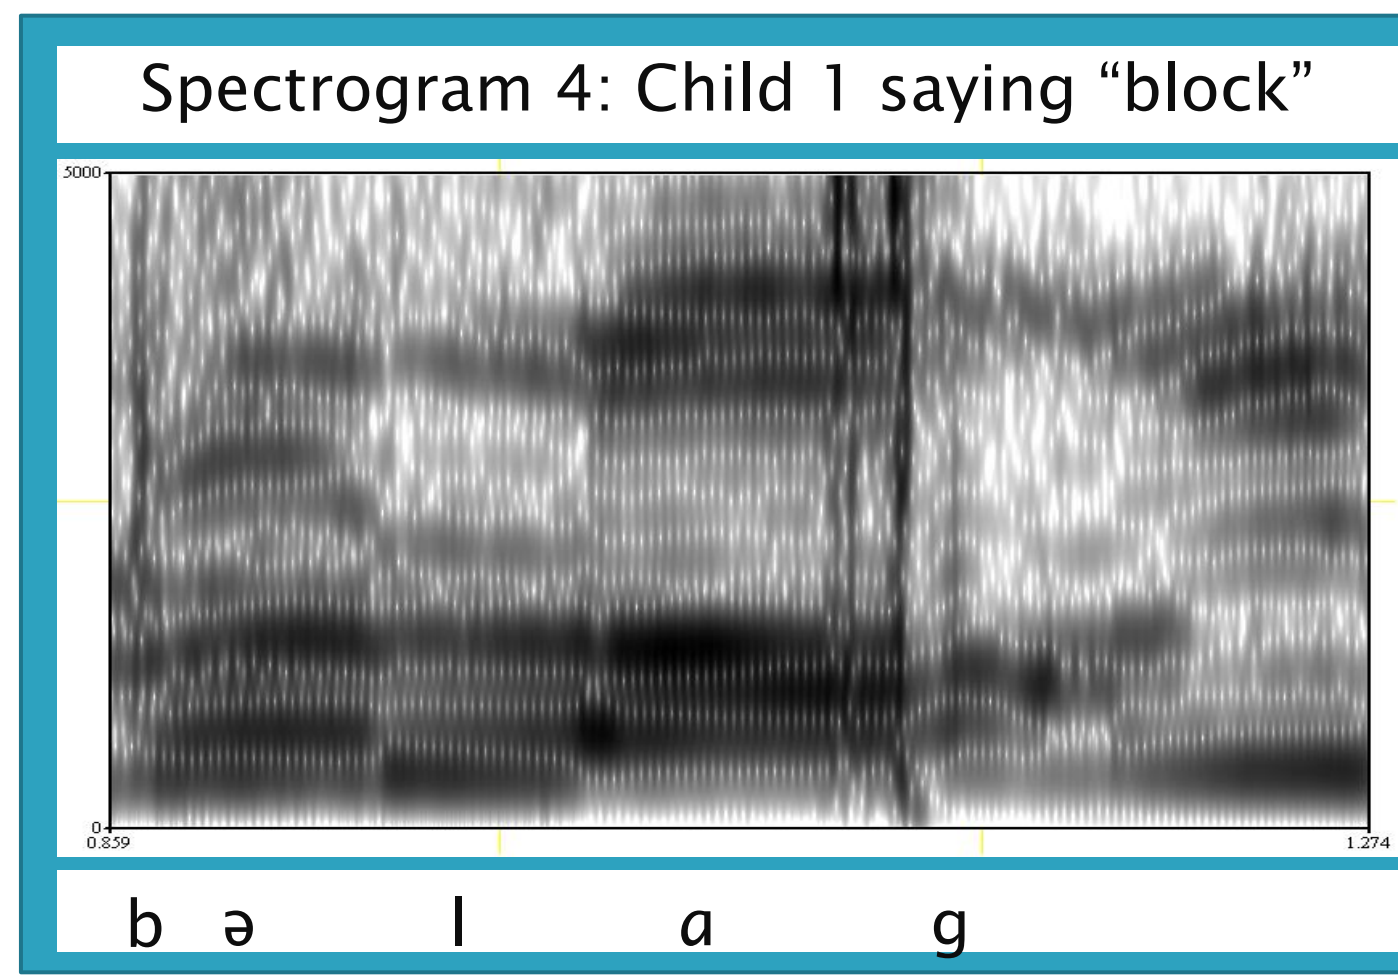 Spectrogram 4: Child 1 saying “block”
5000
0
0.859 1.274
b ə l ɑ g